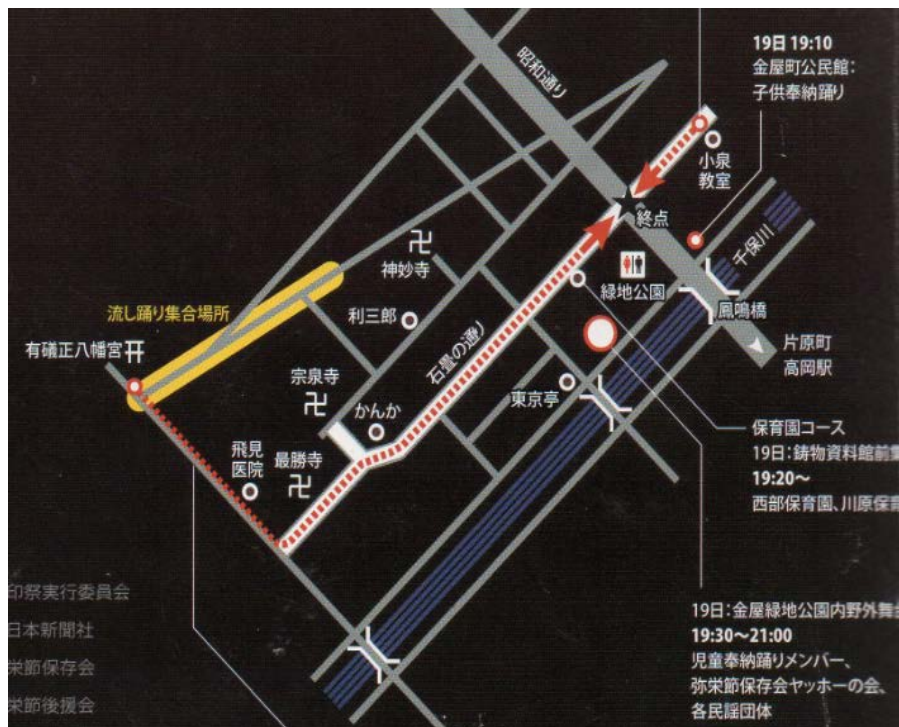 19日 19:10
金屋町公民館：
子供奉納踊り
昭和通り
小泉
教室
終点
千保川
神妙寺
緑地公園
鳳鳴橋
流し踊り集合場所
利三郎
石畳の通り
有礒正八幡宮
片原町
高岡駅
宗泉寺
東京亭
かんか
飛見
医院
最勝寺
保育園コース
19日：鋳物資料館前
19:20～
西部保育園、川原保育
印祭実行委員会
日本新聞社
栄節保存会
栄節後援会
19日：金屋緑地公園内野外舞
19:30～21:00
児童奉納踊りメンバー、
弥栄節保存会ヤッホーの会、
各民謡団体